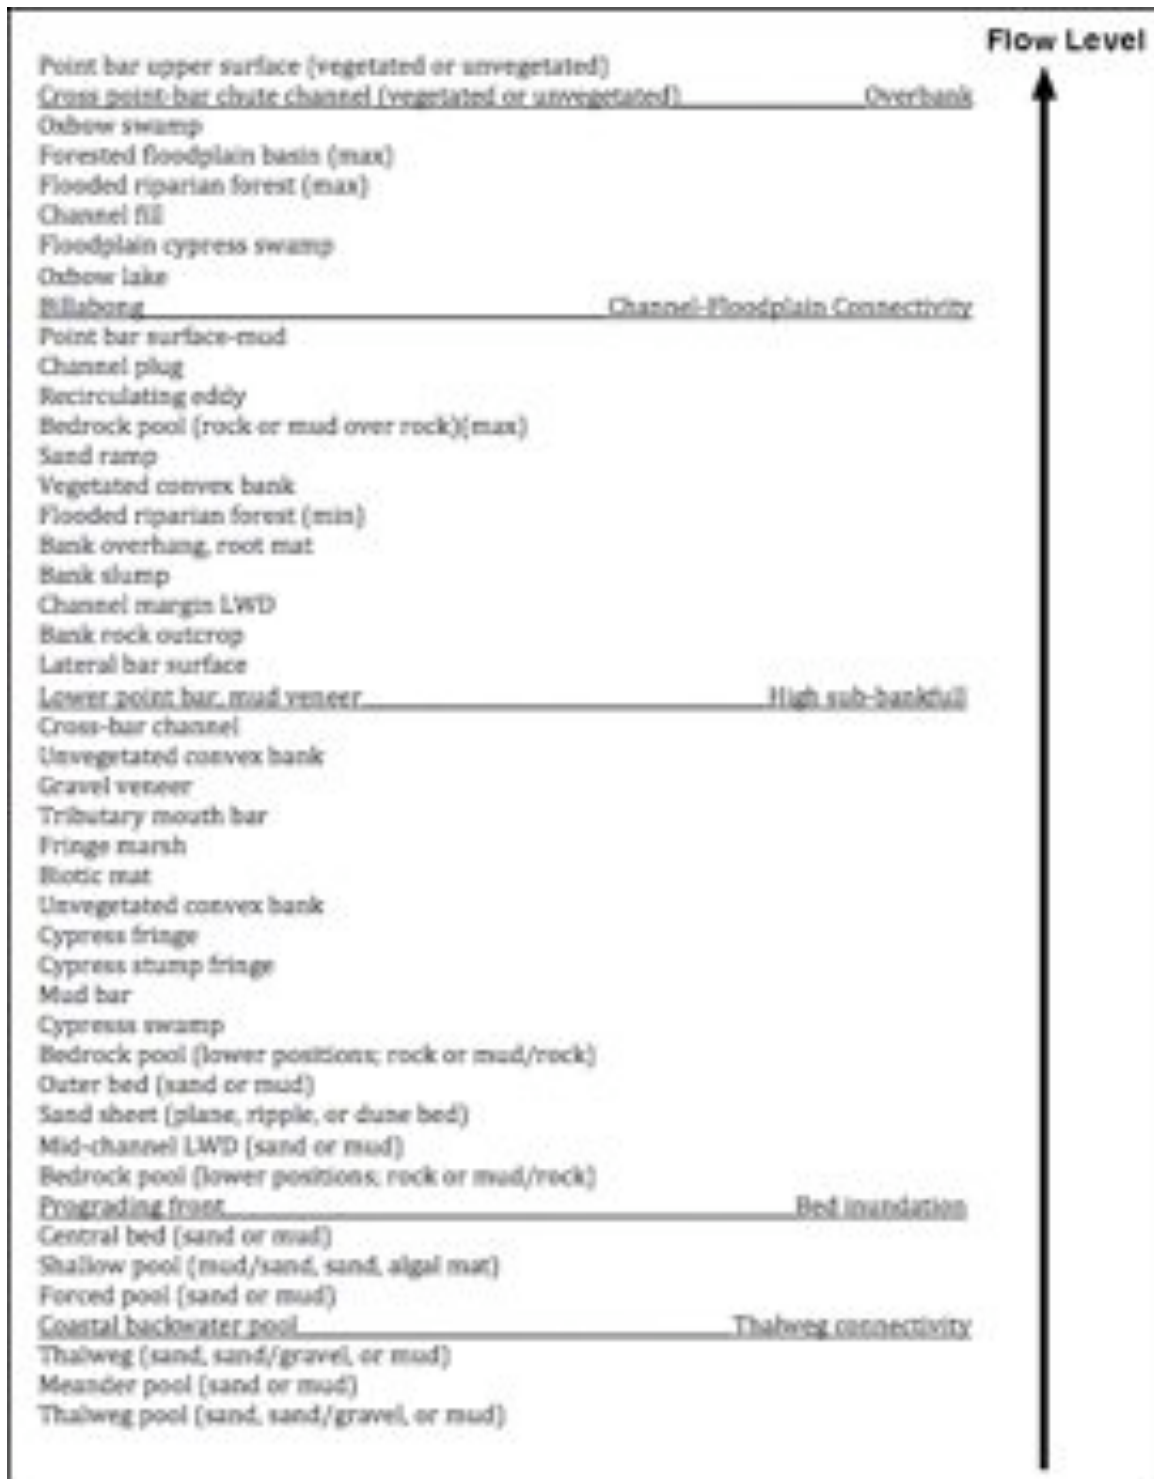 Flow Level
Point bar upper surface (vegetated or unvegetated)
Cross point-bar chute channel (vegetated or unvegetated) Overbank
Oxbow swamp
Forested floodplain basin (max)
Flooded riparian forest (max)
Channel fill
Floodplain cypress swamp
Oxbow lake
Billabong Channel-Floodplain Connectivity
Point bar surface-mud
Channel plug
Recirculating eddy
Bedrock pool (rock or mud over rock)(max)
Sand ramp
Vegetated convex bank
Flooded riparian forest (min)
Bank overhang, root mat
Bank slump
Channel margin LWD
Bank rock outcrop
Lateral bar surface
Lower point bar, mud veneer High sub-bankfull
Cross-bar channel
Unvegetated convex bank
Gravel veneer
Tributary mouth bar
Fringe marsh
Biotic mat
Unvegetated convex bank
Cypress fringe
Cypress stump fringe
Mud bar
Cypresss swamp
Bedrock pool (lower positions; rock or mud/rock)
Outer bed (sand or mud)
Sand sheet (plane, ripple, or dune bed)
Mid-channel LWD (sand or mud)
Bedrock pool (lower positions; rock or mud/rock)
Prograding front Bed inundation
Central bed (sand or mud)
Shallow pool (mud/sand, sand, algal mat)
Forced pool (sand or mud)
Coastal backwater pool Thalweg connectivity
Thalweg (sand, sand/gravel, or mud)
Meander pool (sand or mud)
Thalweg pool (sand, sand/gravel, or mud)